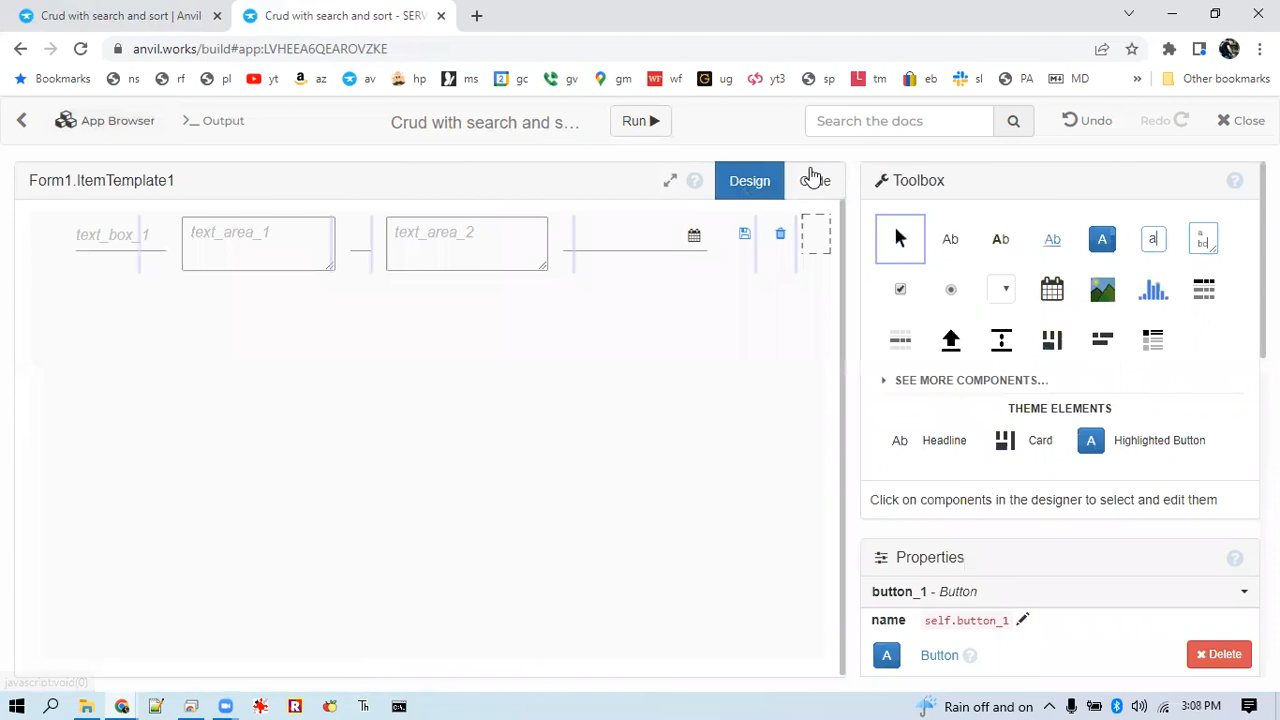 Crud with search and sort | Anvil
Crud with search and sort - SERV
anvil.works/build#app:LVHEEA6QEAROVZKE
Bookmarks ns rf pl yt az av hp ms gc gv gm wf ug yt3 sp tm eb sl PA MD » Other bookmarks
App Browser >_ Output Crud with search and s... Run Search the docs Undo Redo Close
Form1.ItemTemplate1 Design Toolbox
text_box_1 text_area_1 text_area_2
Ab Ab Ab A a a bc
SEE MORE COMPONENTS...
THEME ELEMENTS
Ab Headline Card A Highlighted Button
Click on components in the designer to select and edit them
Properties
button_1 - Button
name self.button_1
A Button Delete
javascript:void(0)
Th Rain off and on 3:08 PM